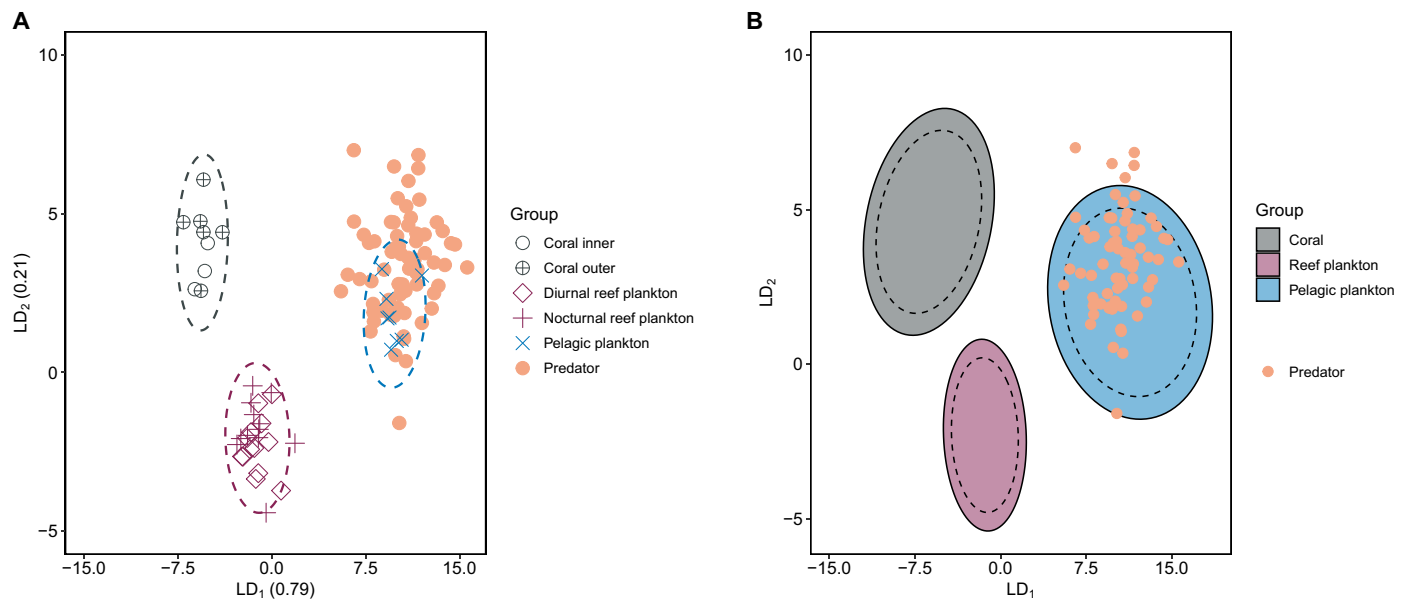 A
10
5
0
−5
−15.0
−7.5
0.0
7.5
15.0
LD₁ (0.79)
LD₂ (0.21)
Group
Coral inner
Coral outer
Diurnal reef plankton
Nocturnal reef plankton
Pelagic plankton
Predator
B
10
5
0
−5
−15.0
−7.5
0.0
7.5
15.0
LD₁
LD₂
Group
Coral
Reef plankton
Pelagic plankton
Predator